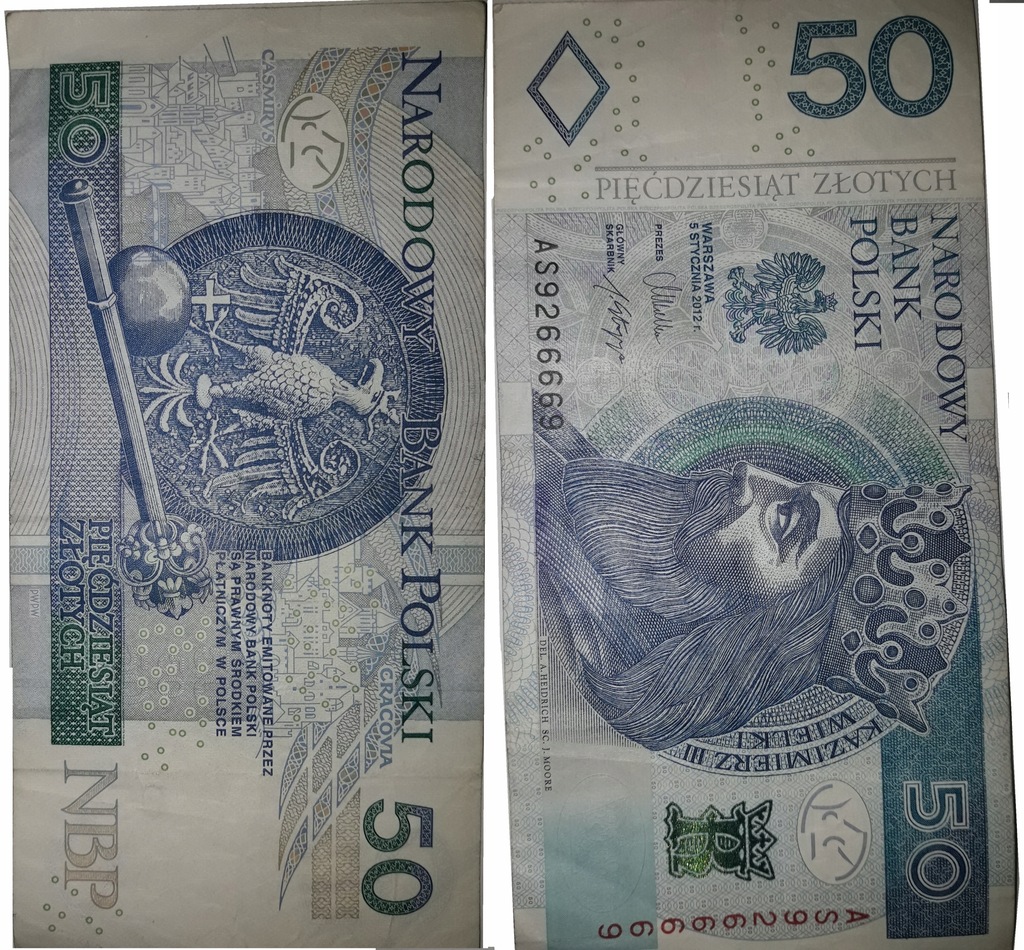 NARODOWY BANK POLSKI
50
50
CASIMIRVS
CRACOVIA
BANKNOTY EMITOWANE PRZEZ
NARODOWY BANK POLSKI
SĄ PRAWNYM ŚRODKIEM
PŁATNICZYM W POLSCE
PIĘĆDZIESIĄT
ZŁOTYCH
NBP
PWPW
50
PIĘĆDZIESIĄT ZŁOTYCH
NARODOWY
BANK
POLSKI
WARSZAWA
5 STYCZNIA 2012 r.
PREZES
GŁÓWNY
SKARBNIK
AS9266669
KAZIMIERZ III
WIELKI
DEL. A.HEIDRICH SC. J. MOORE
50
AS9266669